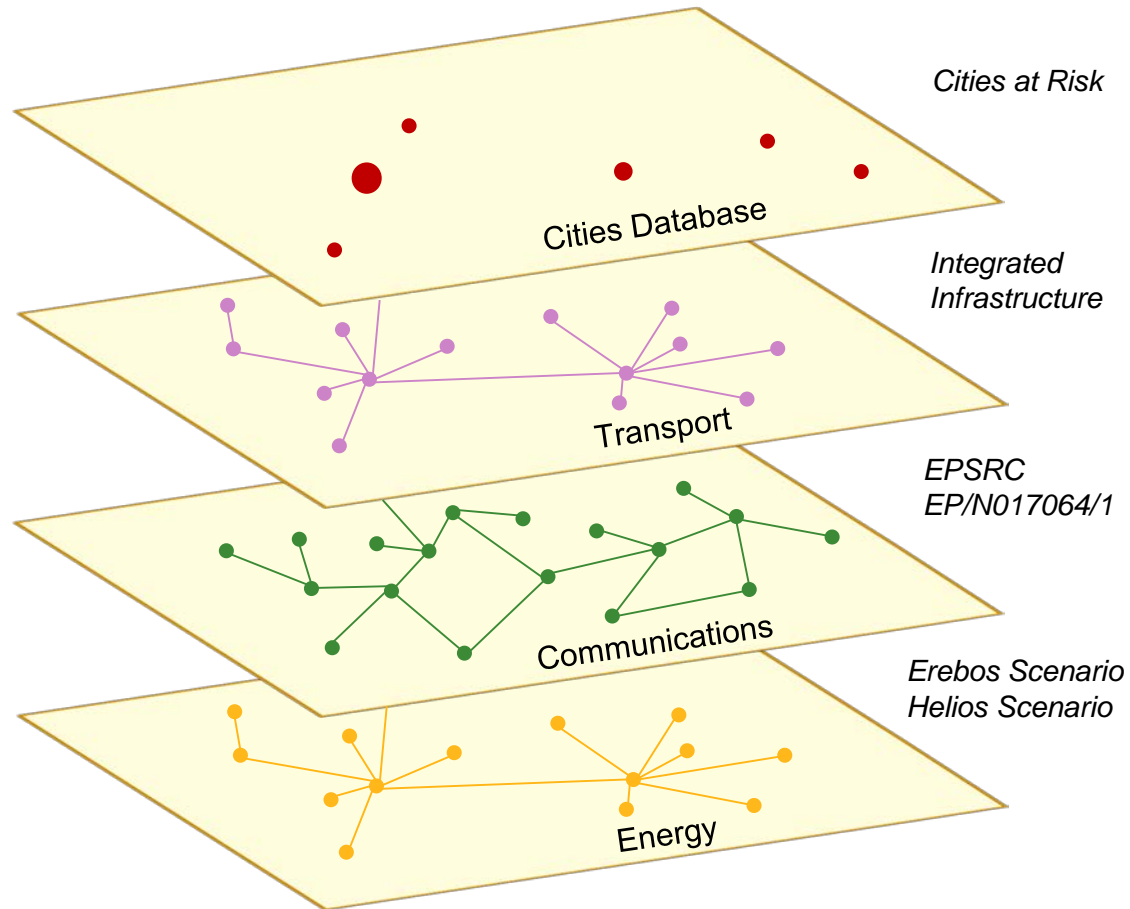 Cities at Risk
Cities Database
Integrated
Infrastructure
Transport
EPSRC
EP/N017064/1
Communications
Erebos Scenario
Helios Scenario
Energy